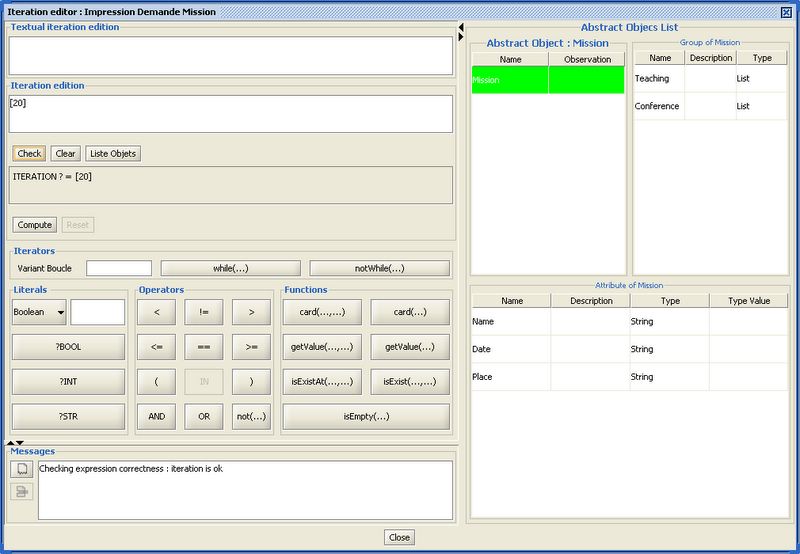 Iteration editor : Impression Demande Mission
Textual iteration edition
Iteration edition
[20]
Check Clear Liste Objets
ITERATION ? = [20]
Compute Reset
Iterators
Variant Boucle while(...) notWhile(...)
Literals
Boolean
?BOOL
?INT
?STR
Operators
< != >
<= == >=
( IN )
AND OR not(...)
Functions
card(...,...) card(...)
getValue(...,...) getValue(...)
isExistAt(...,...) isExist(...,...)
isEmpty(...)
Messages
Checking expression correctness : iteration is ok
Abstract Objecs List
Abstract Object : Mission
Name Observation
Mission
Group of Mission
Name Description Type
Teaching List
Conference List
Attribute of Mission
Name Description Type Type Value
Name String
Date String
Place String
Close